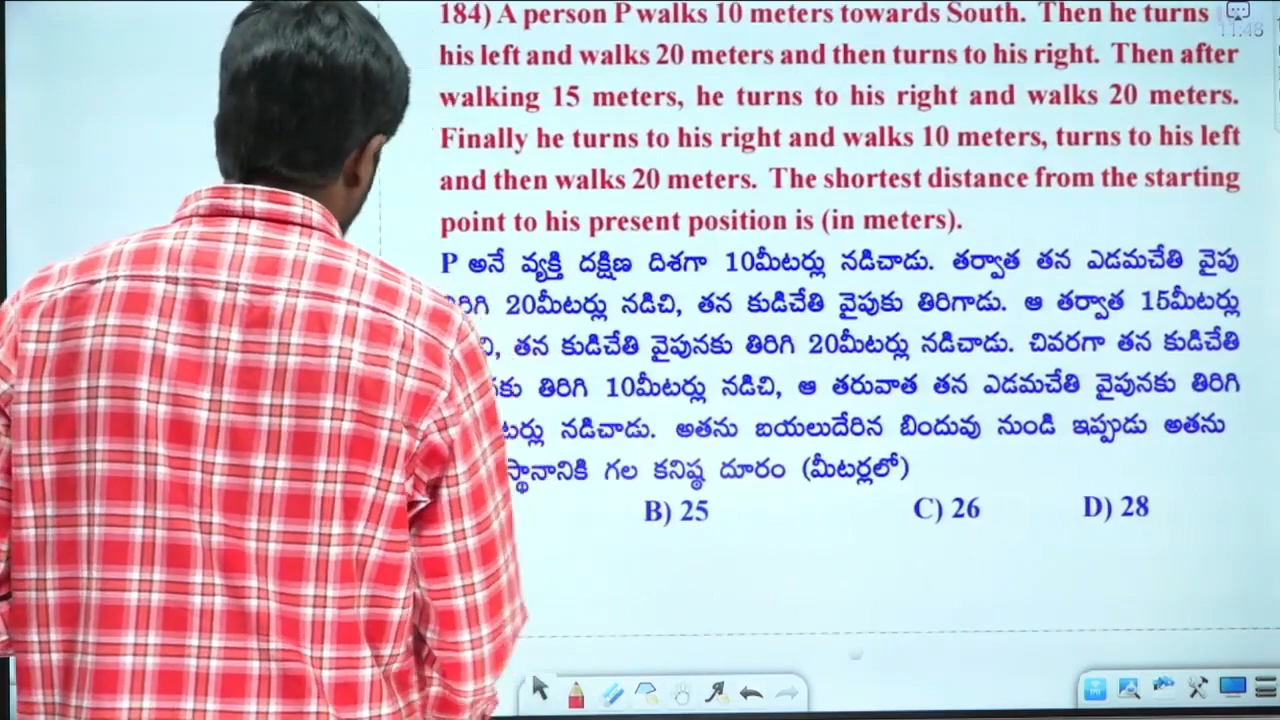 184) A person P walks 10 meters towards South. Then he turns
his left and walks 20 meters and then turns to his right. Then after
walking 15 meters, he turns to his right and walks 20 meters.
Finally he turns to his right and walks 10 meters, turns to his left
and then walks 20 meters. The shortest distance from the starting
point to his present position is (in meters).
P అనే వ్యక్తి దక్షిణ దిశగా 10మీటర్లు నడిచాడు. తర్వాత తన ఎడమచేతి వైపు
20మీటర్లు నడిచి, తన కుడిచేతి వైపుకు తిరిగాడు. ఆ తర్వాత 15మీటర్లు
తన కుడిచేతి వైపునకు తిరిగి 20మీటర్లు నడిచాడు. చివరగా తన కుడిచేతి
తిరిగి 10మీటర్లు నడిచి, ఆ తరువాత తన ఎడమచేతి వైపునకు తిరిగి
నడిచాడు. అతను బయలుదేరిన బిందువు నుండి ఇప్పుడు అతను
గల కనిష్ఠ దూరం (మీటర్లలో)
B) 25 C) 26 D) 28